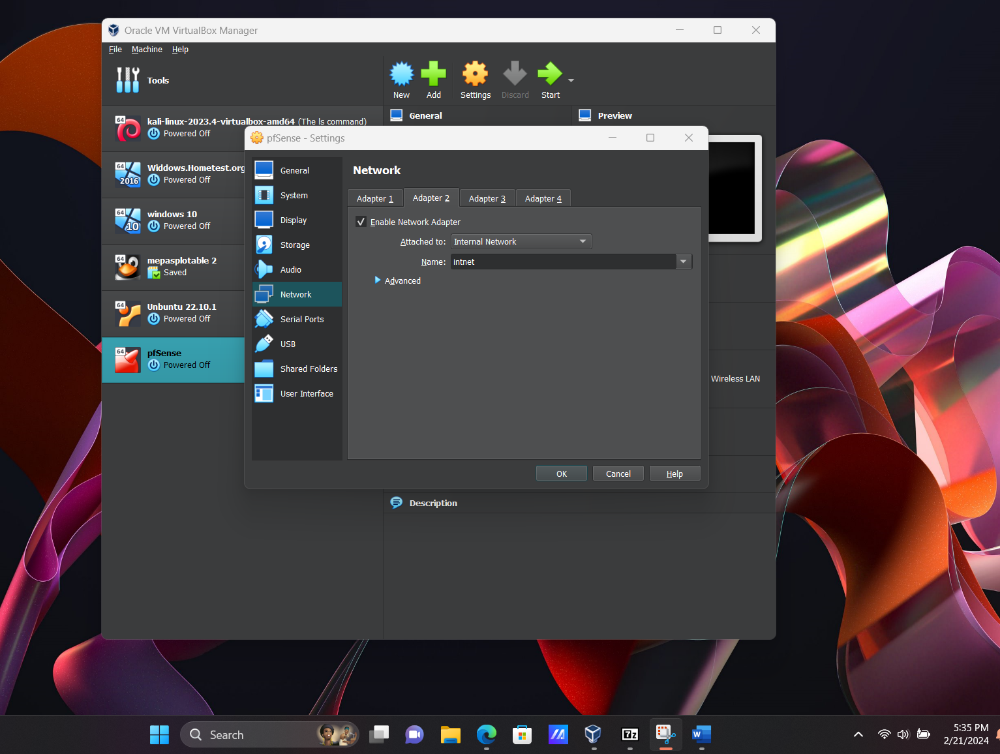 Oracle VM VirtualBox Manager
File Machine Help
Tools
New Add Settings Discard Start
General
Preview
64 kali-linux-2023.4-virtualbox-amd64 (The ls command)
Powered Off
64 2016 Widdows.Hometest.org
Powered Off
64 10 windows 10
Powered Off
64 mepasplotable 2
Saved
64 Unbuntu 22.10.1
Powered Off
64 pfSense
Powered Off
pfSense - Settings
General
System
Display
Storage
Audio
Network
Serial Ports
USB
Shared Folders
User Interface
Network
Adapter 1 Adapter 2 Adapter 3 Adapter 4
Enable Network Adapter
Attached to: Internal Network
Name: intnet
Advanced
OK Cancel Help
Wireless LAN
Description
Search
7z
W
5:35 PM
2/21/2024